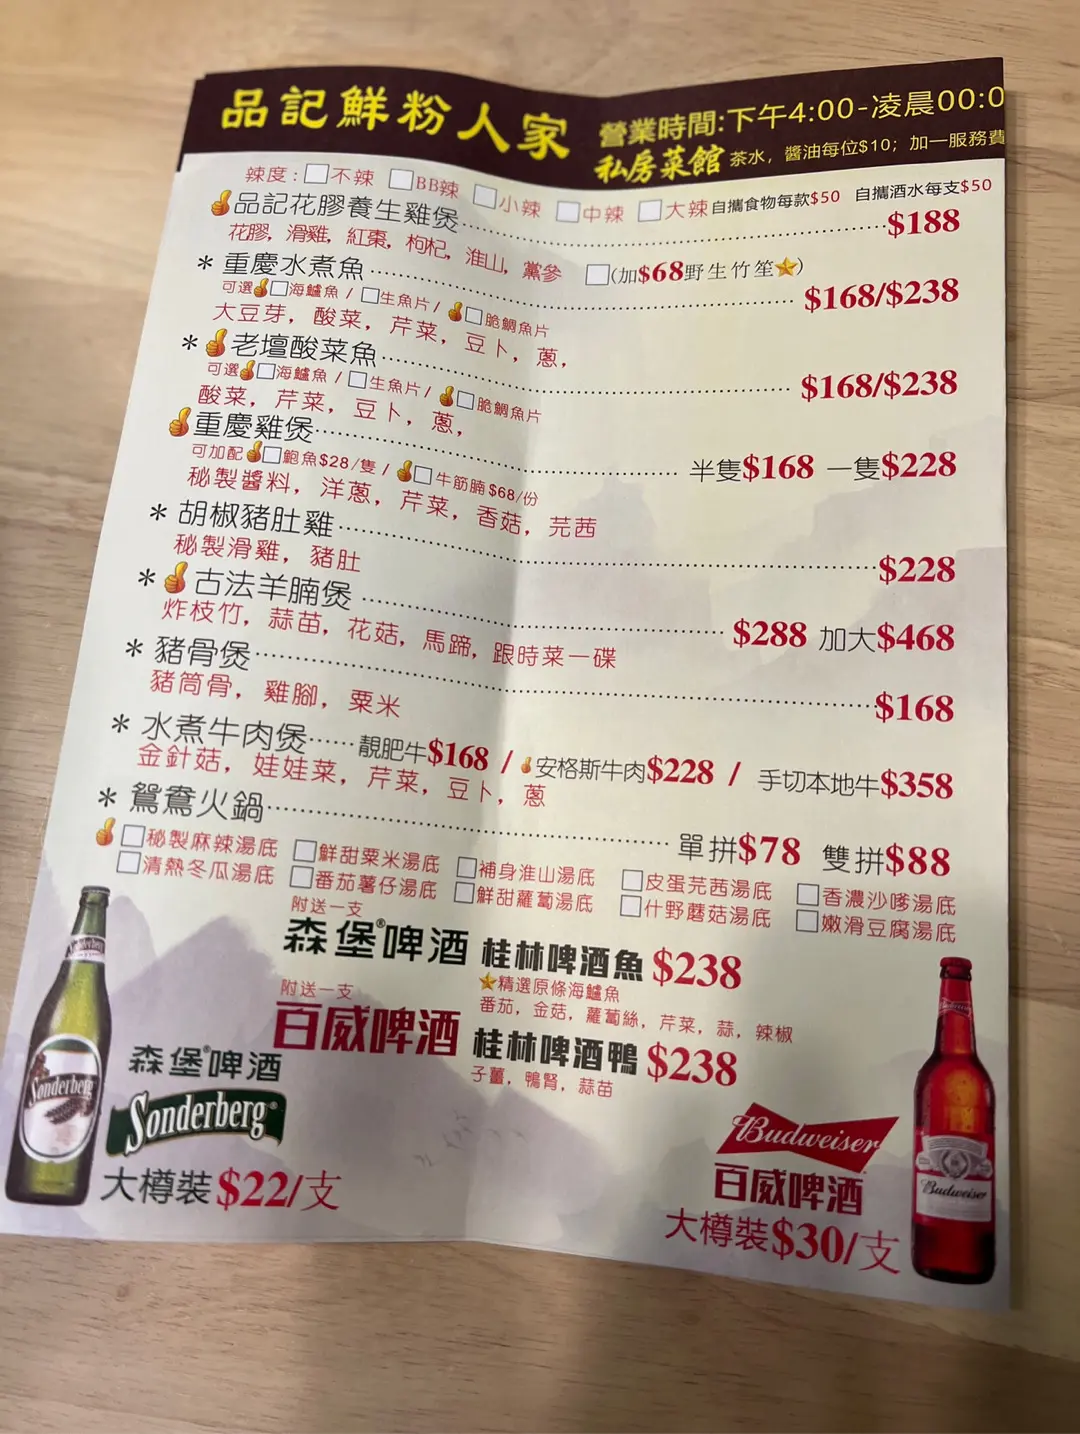 品記鮮粉人家
營業時間:下午4:00-凌晨00:0
私房菜館 茶水，醬油每位$10；加一服務費
辣度：□不辣 □BB辣 □小辣 □中辣 □大辣 自攜食物每款$50 自攜酒水每支$50
品記花膠養生雞煲 $188
花膠，滑雞，紅棗，枸杞，淮山，黨參 □(加$68野生竹笙)
* 重慶水煮魚 $168/$238
可選□海鱸魚 / □生魚片 / □脆鯛魚片
大豆芽，酸菜，芹菜，豆卜，蔥，
* 老壇酸菜魚 $168/$238
可選□海鱸魚 / □生魚片 / □脆鯛魚片
酸菜，芹菜，豆卜，蔥，
重慶雞煲 半隻$168 一隻$228
可加配□鮑魚$28/隻 / □牛筋腩$68/份
秘製醬料，洋蔥，芹菜，香菇，芫茜
* 胡椒豬肚雞 $228
秘製滑雞，豬肚
* 古法羊腩煲 $288 加大$468
炸枝竹，蒜苗，花菇，馬蹄，跟時菜一碟
* 豬骨煲 $168
豬筒骨，雞腳，粟米
* 水煮牛肉煲 靚肥牛$168 / 安格斯牛肉$228 / 手切本地牛$358
金針菇，娃娃菜，芹菜，豆卜，蔥
* 鴛鴦火鍋 單拼$78 雙拼$88
□秘製麻辣湯底 □鮮甜粟米湯底 □補身淮山湯底 □皮蛋芫茜湯底 □香濃沙嗲湯底
□清熱冬瓜湯底 □番茄薯仔湯底 □鮮甜蘿蔔湯底 □什野蘑菇湯底 □嫩滑豆腐湯底
附送一支
森堡®啤酒 桂林啤酒魚 $238
精選原條海鱸魚
番茄，金菇，蘿蔔絲，芹菜，蒜，辣椒
附送一支
百威啤酒 桂林啤酒鴨 $238
子薑，鴨腎，蒜苗
森堡®啤酒
Sonderberg®
大樽裝$22/支
Sonderberg
Budweiser
百威啤酒
大樽裝$30/支
Budweiser